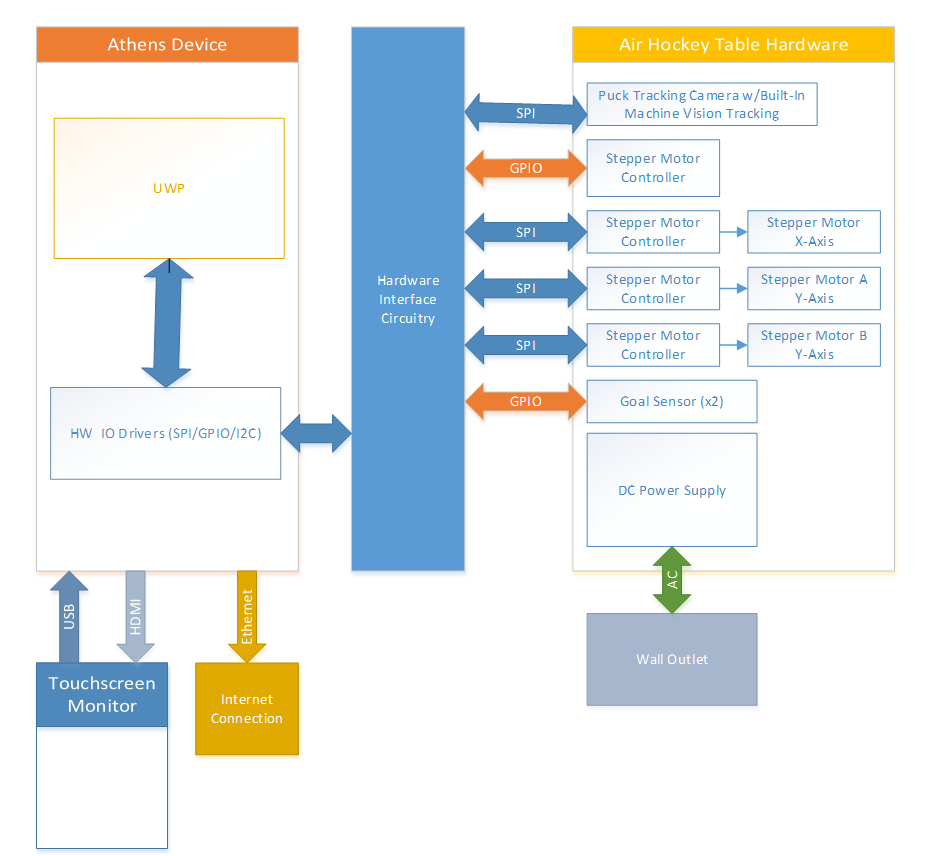 Athens Device
UWP
HW IO Drivers (SPI/GPIO/I2C)
USB
HDMI
Ethernet
Touchscreen
Monitor
Internet
Connection
Hardware
Interface
Circuitry
Air Hockey Table Hardware
SPI
Puck Tracking Camera w/Built-In
Machine Vision Tracking
GPIO
Stepper Motor
Controller
SPI
Stepper Motor
Controller
Stepper Motor
X-Axis
SPI
Stepper Motor
Controller
Stepper Motor A
Y-Axis
SPI
Stepper Motor
Controller
Stepper Motor B
Y-Axis
GPIO
Goal Sensor (x2)
DC Power Supply
AC
Wall Outlet